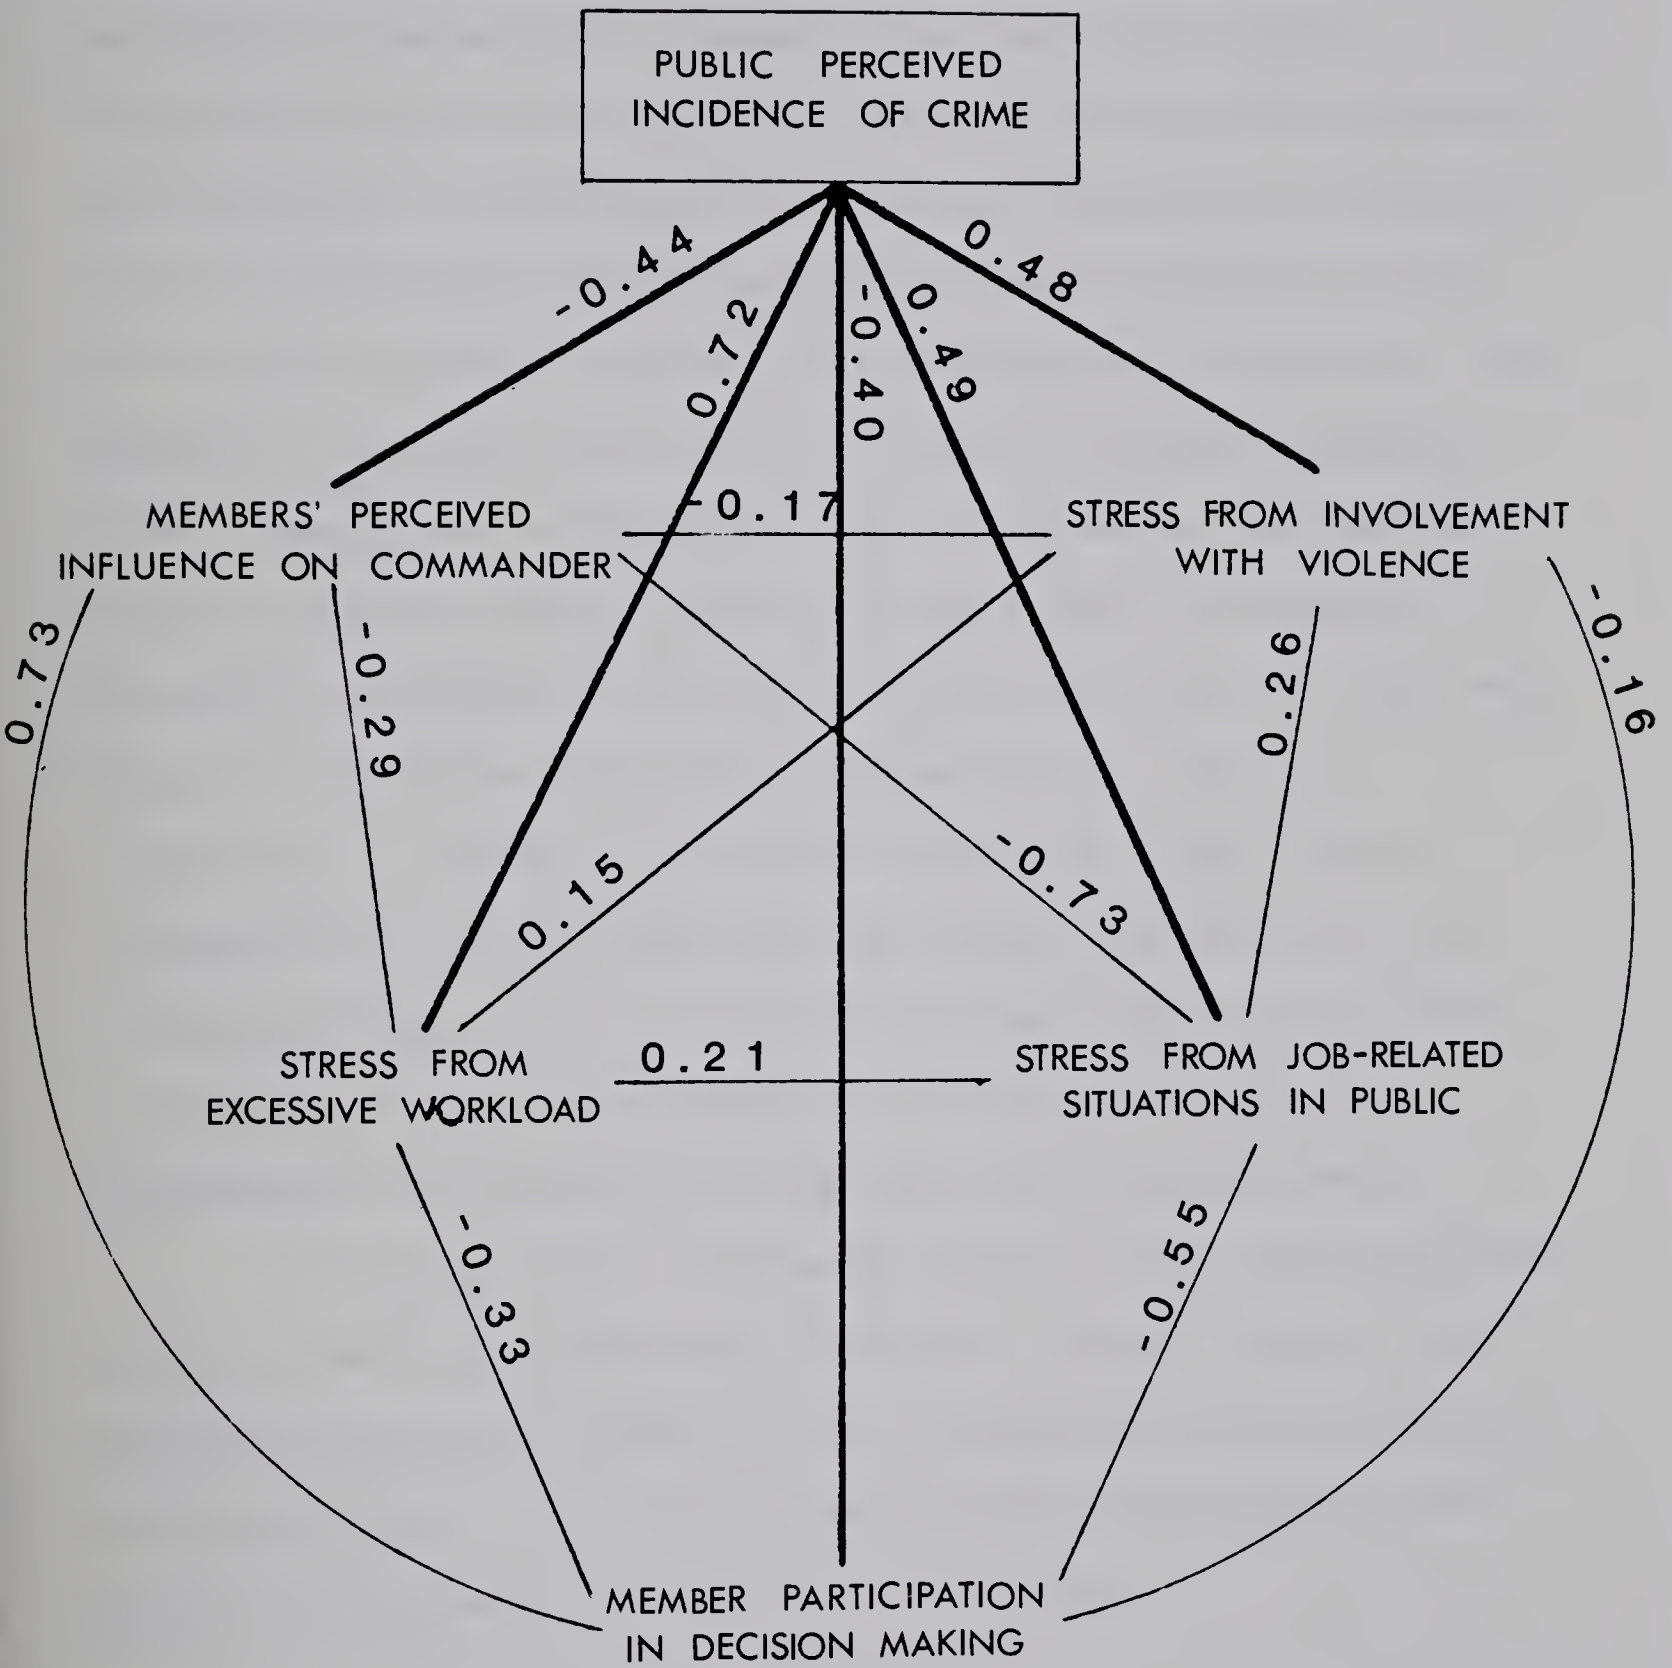 PUBLIC PERCEIVED
INCIDENCE OF CRIME
-0.44
0.72
-0.40
0.49
0.48
MEMBERS' PERCEIVED
INFLUENCE ON COMMANDER
-0.17
STRESS FROM INVOLVEMENT
WITH VIOLENCE
0.73
-0.29
0.26
-0.16
0.15
-0.73
STRESS FROM
EXCESSIVE WORKLOAD
0.21
STRESS FROM JOB-RELATED
SITUATIONS IN PUBLIC
-0.33
-0.55
MEMBER PARTICIPATION
IN DECISION MAKING